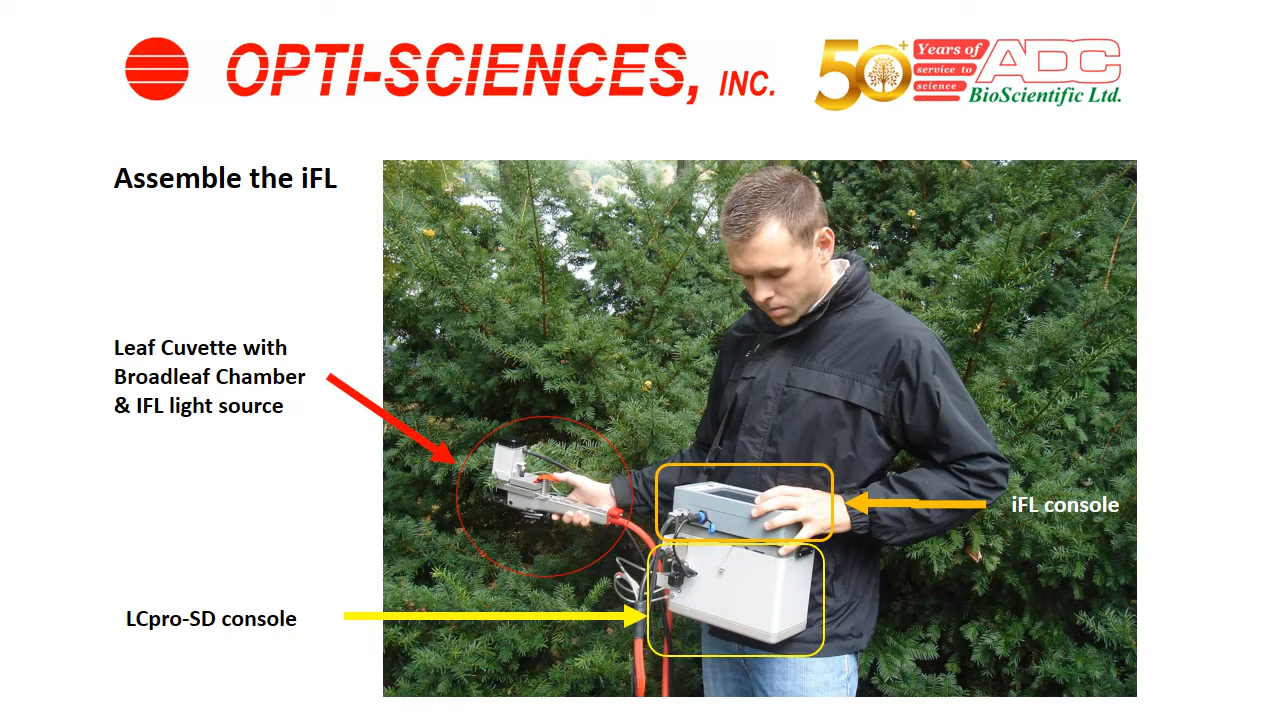 OPTI-SCIENCES, INC.
50+ Years of
service to
science
ADC
BioScientific Ltd.
Assemble the iFL
Leaf Cuvette with
Broadleaf Chamber
& IFL light source
iFL console
LCpro-SD console